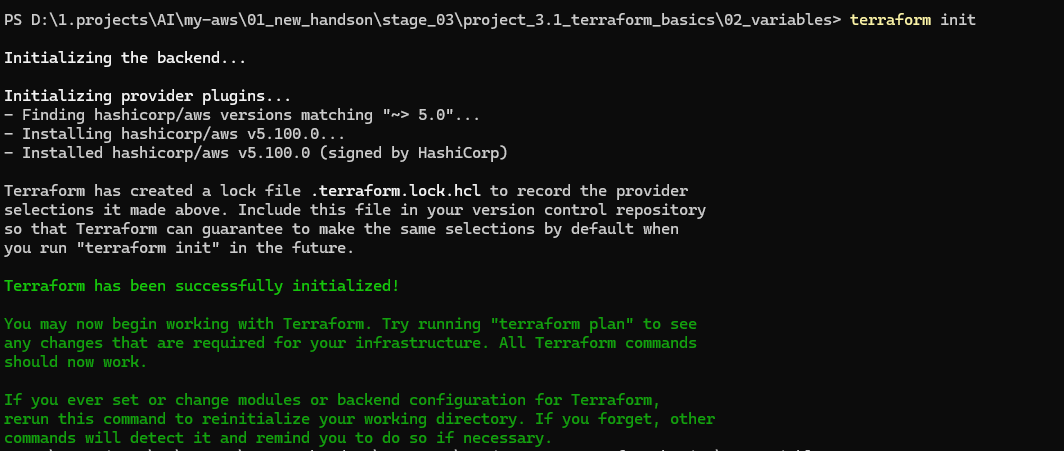 PS D:\1.projects\AI\my-aws\01_new_handson\stage_03\project_3.1_terraform_basics\02_variables> terraform init
Initializing the backend...
Initializing provider plugins...
- Finding hashicorp/aws versions matching "~> 5.0"...
- Installing hashicorp/aws v5.100.0...
- Installed hashicorp/aws v5.100.0 (signed by HashiCorp)
Terraform has created a lock file .terraform.lock.hcl to record the provider
selections it made above. Include this file in your version control repository
so that Terraform can guarantee to make the same selections by default when
you run "terraform init" in the future.
Terraform has been successfully initialized!
You may now begin working with Terraform. Try running "terraform plan" to see
any changes that are required for your infrastructure. All Terraform commands
should now work.
If you ever set or change modules or backend configuration for Terraform,
rerun this command to reinitialize your working directory. If you forget, other
commands will detect it and remind you to do so if necessary.